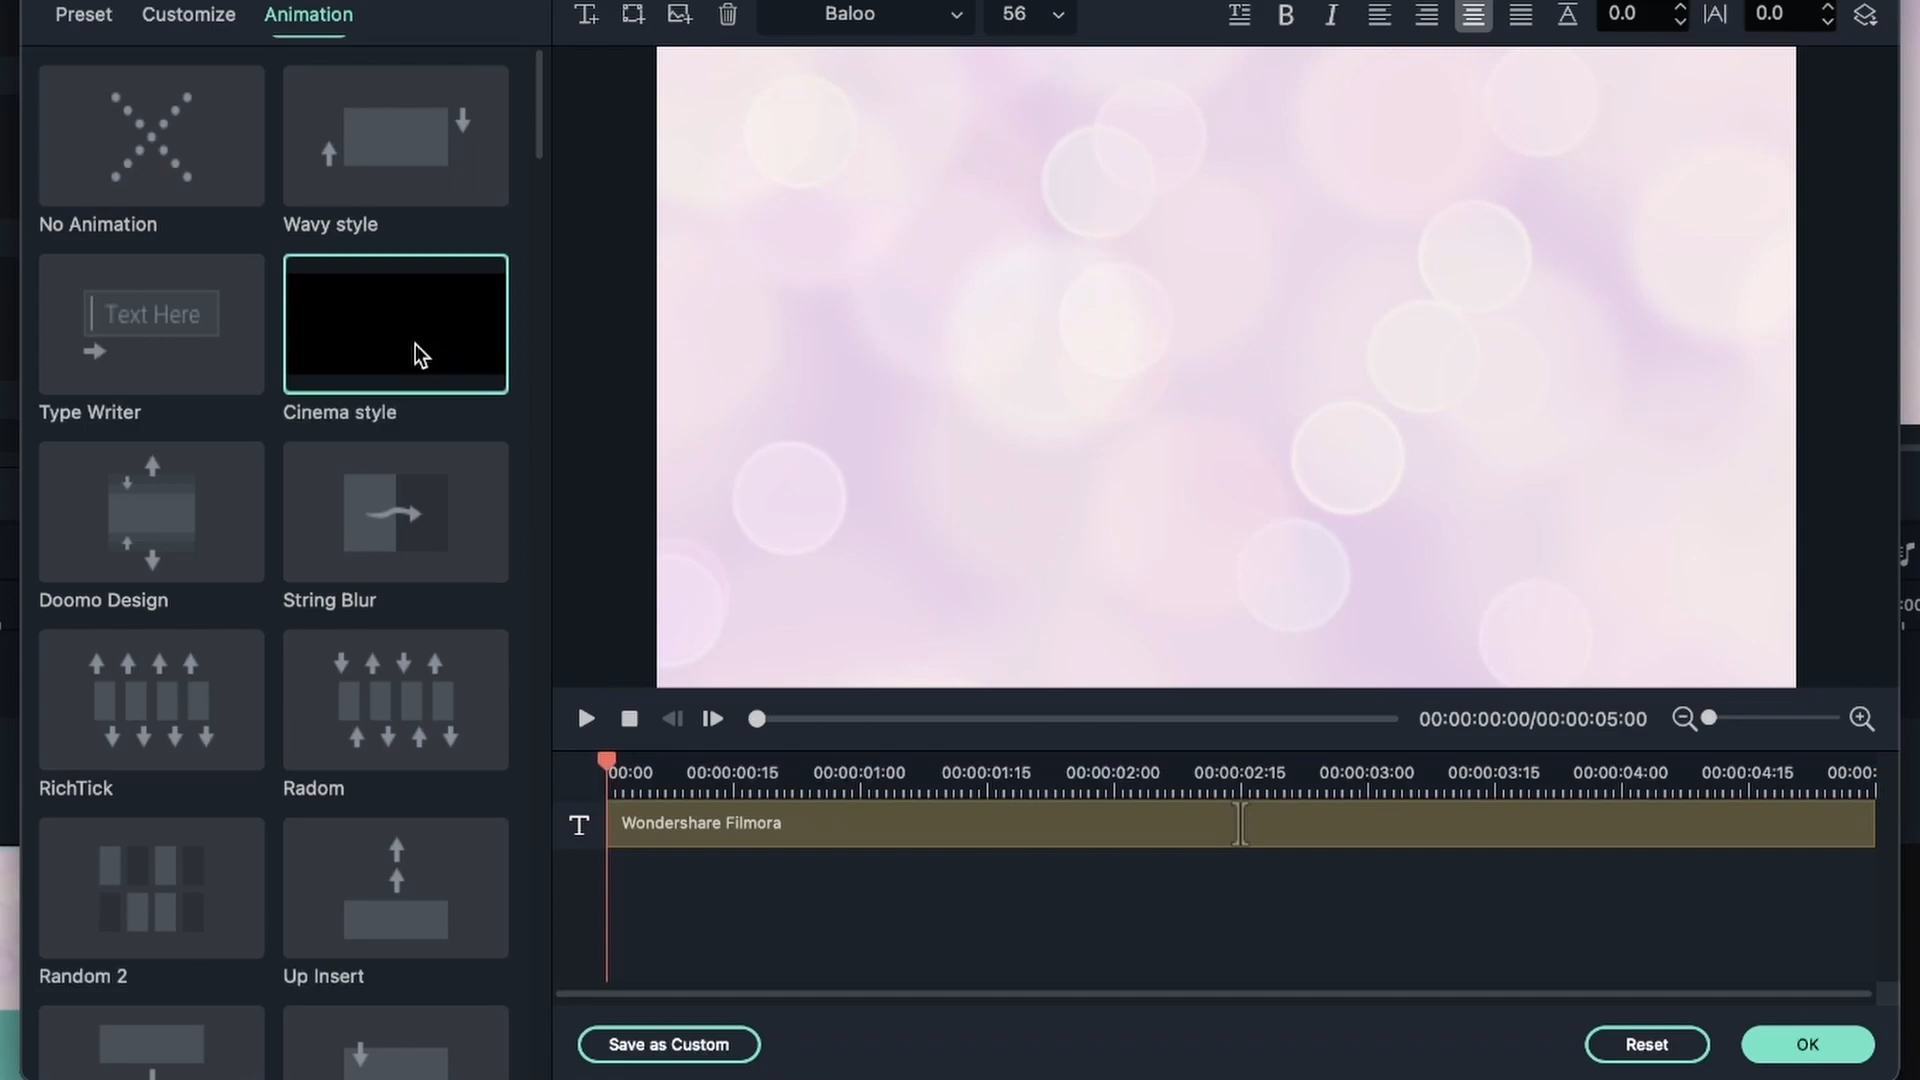 Preset Customize Animation
Baloo 56 B I A 0.0 |A| 0.0
No Animation Wavy style
Text Here
Type Writer Cinema style
Doomo Design String Blur
RichTick Radom
Random 2 Up Insert
00:00:00:00/00:00:05:00
00:00 00:00:00:15 00:00:01:00 00:00:01:15 00:00:02:00 00:00:02:15 00:00:03:00 00:00:03:15 00:00:04:00 00:00:04:15 00:00:
T Wondershare Filmora
Save as Custom Reset OK